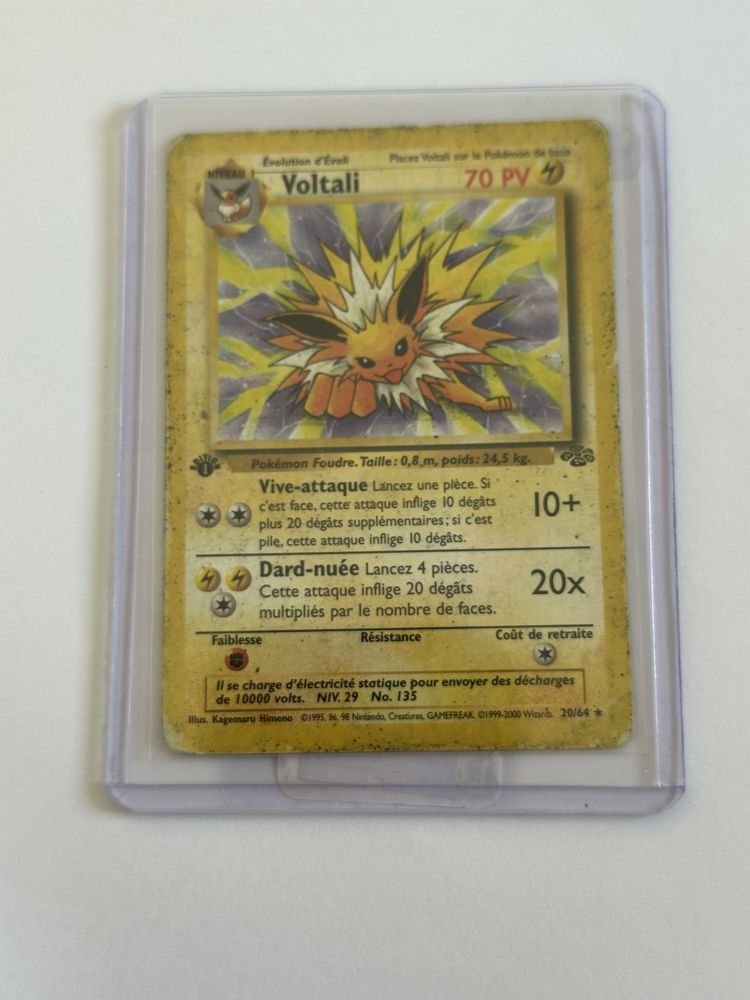 Évolution d'Évoli
Placez Voltali sur le Pokémon de base
NIVEAU 1
Voltali
70 PV
EDITION
1
Pokémon Foudre. Taille: 0,8 m, poids: 24,5 kg.
Vive-attaque Lancez une pièce. Si
c'est face, cette attaque inflige 10 dégâts
plus 20 dégâts supplémentaires; si c'est
pile, cette attaque inflige 10 dégâts.
10+
Dard-nuée Lancez 4 pièces.
Cette attaque inflige 20 dégâts
multipliés par le nombre de faces.
20x
Faiblesse
Résistance
Coût de retraite
Il se charge d'électricité statique pour envoyer des décharges
de 10000 volts. NIV. 29 No. 135
Illus. Kagemaru Himeno ©1995, 96, 98 Nintendo, Creatures, GAMEFREAK. ©1999-2000 Wizards. 20/64 ★